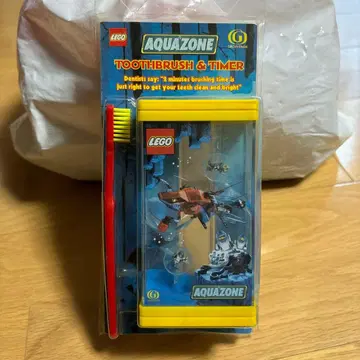 LEGO
AQUAZONE
TOOTHBRUSH & TIMER
Dentists say: "2 minutes brushing time is
just right to get your teeth clean and bright"
LEGO
AQUAZONE